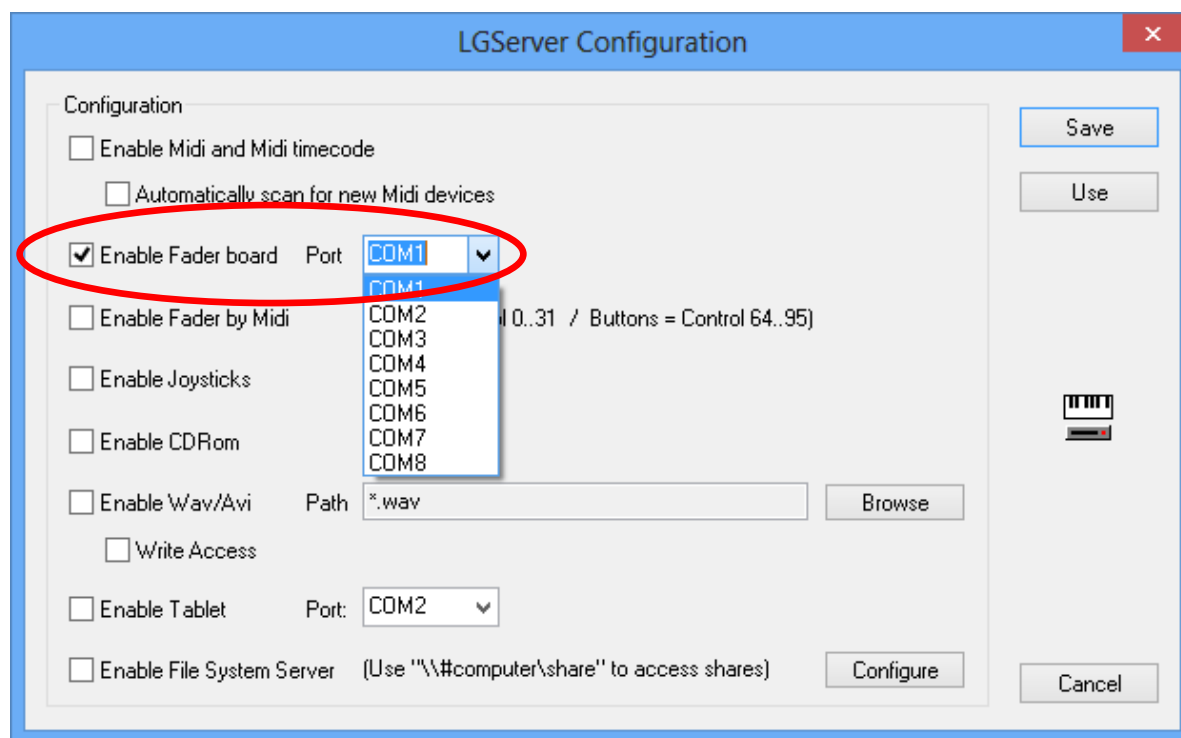 LGServer Configuration
Configuration
Save
Enable Midi and Midi timecode
Automatically scan for new Midi devices
Use
Enable Fader board Port COM1
COM1
Enable Fader by Midi COM2 l 0..31 / Buttons = Control 64..95)
COM3
COM4
Enable Joysticks COM5
COM6
Enable CDRom COM7
COM8
Enable Wav/Avi Path *.wav Browse
Write Access
Enable Tablet Port: COM2
Enable File System Server (Use "\\#computer\share" to access shares) Configure
Cancel